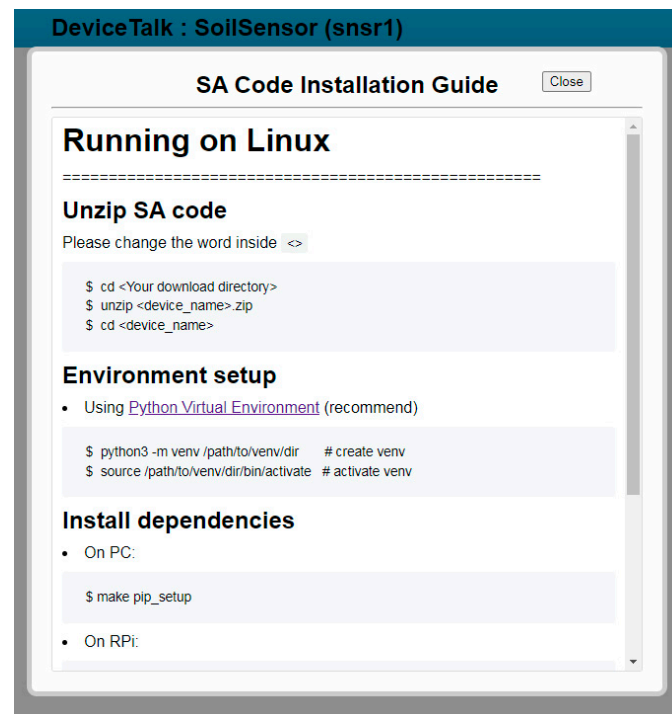 DeviceTalk : SoilSensor (snsr1)
SA Code Installation Guide
Close
Running on Linux
====================================================
Unzip SA code
Please change the word inside <>
$ cd <Your download directory>
$ unzip <device_name>.zip
$ cd <device_name>
Environment setup
• Using Python Virtual Environment (recommend)
$ python3 -m venv /path/to/venv/dir # create venv
$ source /path/to/venv/dir/bin/activate # activate venv
Install dependencies
• On PC:
$ make pip_setup
• On RPi: